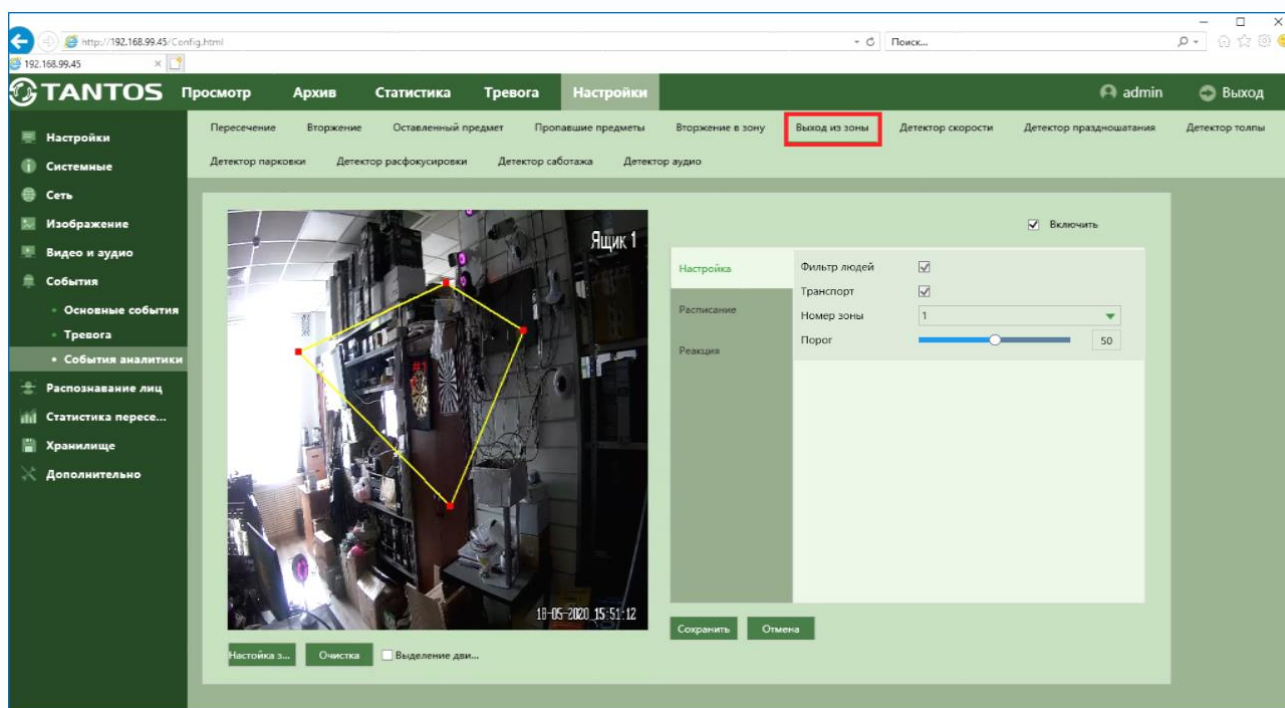 http://192.168.99.45/Config.html Поиск...
192.168.99.45
TANTOS Просмотр Архив Статистика Тревога Настройки admin Выход
Настройки
Системные
Сеть
Изображение
Видео и аудио
События
Основные события
Тревога
События аналитики
Распознавание лиц
Статистика пересе...
Хранилище
Дополнительно
Пересечение Вторжение Оставленный предмет Пропавшие предметы Вторжение в зону Выход из зоны Детектор скорости Детектор праздношатания Детектор толпы
Детектор парковки Детектор расфокусировки Детектор саботажа Детектор аудио
Ящик 1
#1
18-05-2020 15:51:12
Настойка з... Очистка Выделение дви...
Включить
Настройка
Расписание
Реакция
Фильтр людей
Транспорт
Номер зоны 1
Порог 50
Сохранить Отмена